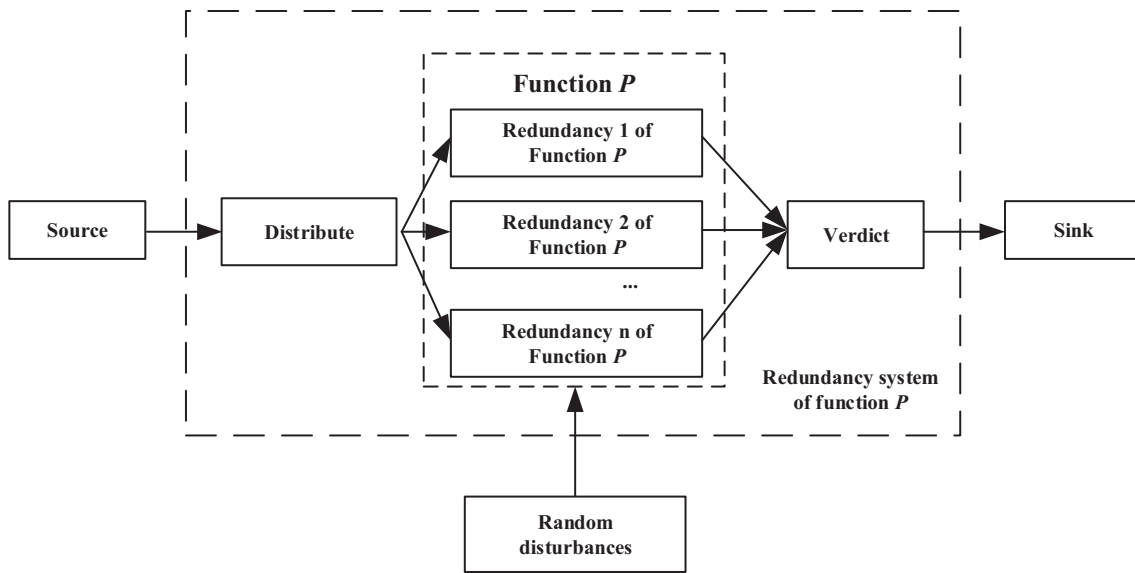 Function P
Redundancy 1 of
Function P
Source
Distribute
Redundancy 2 of
Function P
Verdict
Sink
...
Redundancy n of
Function P
Redundancy system
of function P
Random
disturbances